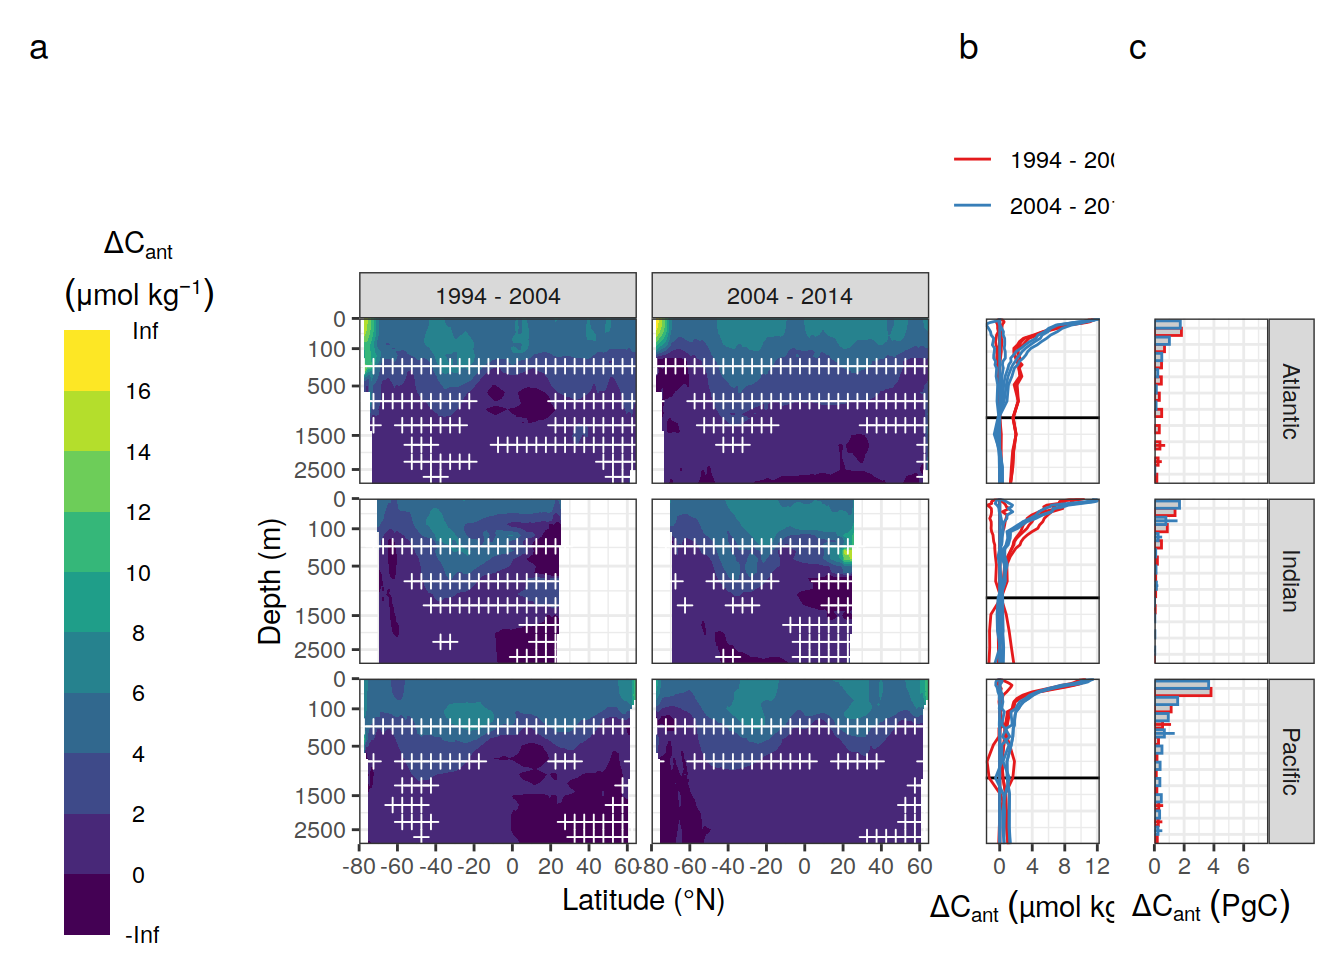 a
b
c
1994 - 200
2004 - 201
ΔCant
(μmol kg−1)
Inf
16
14
12
10
8
6
4
2
0
-Inf
1994 - 2004
2004 - 2014
Depth (m)
0
100
500
1500
2500
Atlantic
0
100
500
1500
2500
Indian
0
100
500
1500
2500
Pacific
-80 -60 -40 -20 0 20 40 60
-80 -60 -40 -20 0 20 40 60
0 4 8 12
0 2 4 6
Latitude (°N)
ΔCant (μmol kg
ΔCant (PgC)